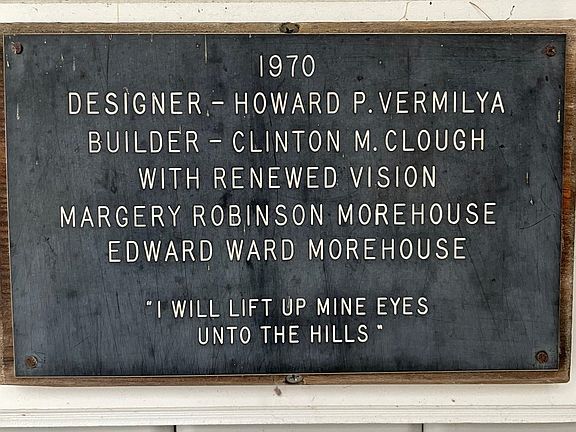 1970
DESIGNER – HOWARD P. VERMILYA
BUILDER – CLINTON M. CLOUGH
WITH RENEWED VISION
MARGERY ROBINSON MOREHOUSE
EDWARD WARD MOREHOUSE
"I WILL LIFT UP MINE EYES
UNTO THE HILLS"